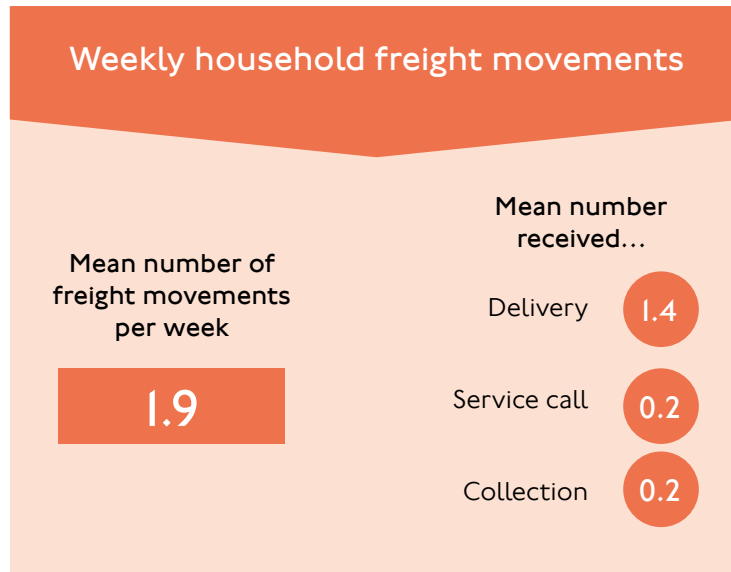 Weekly household freight movements
Mean number of
freight movements
per week
1.9
Mean number
received...
Delivery 1.4
Service call 0.2
Collection 0.2